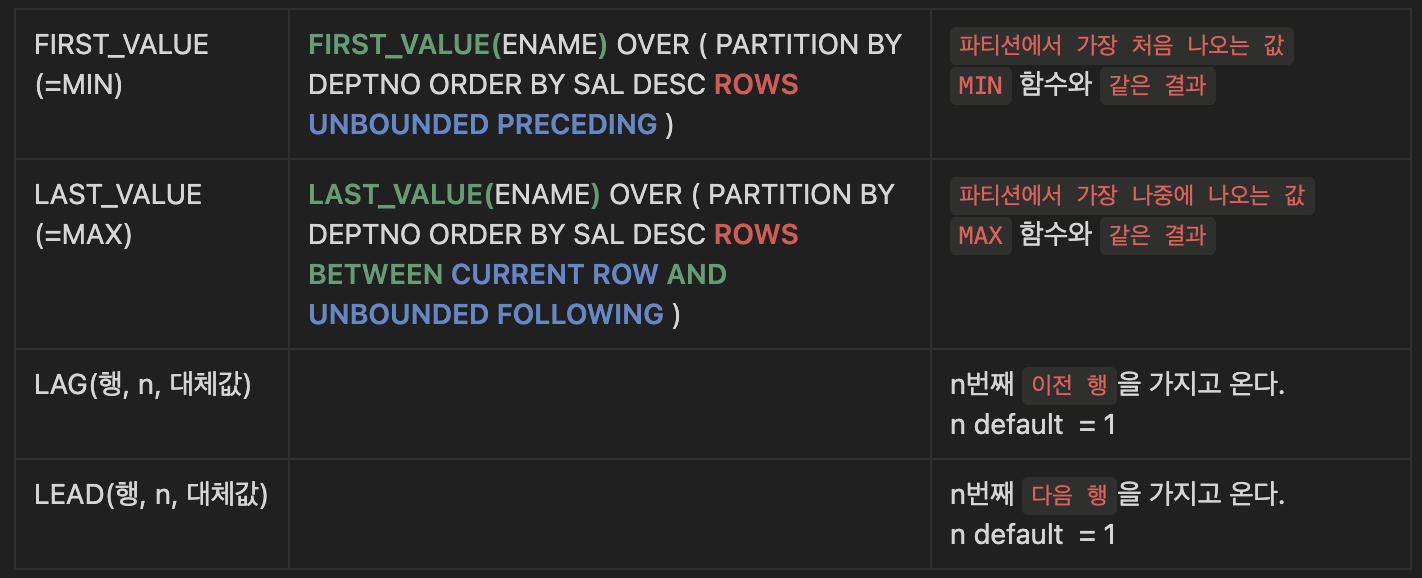 FIRST_VALUE
(=MIN)
FIRST_VALUE(ENAME) OVER ( PARTITION BY
DEPTNO ORDER BY SAL DESC ROWS
UNBOUNDED PRECEDING )
파티션에서 가장 처음 나오는 값
MIN 함수와 같은 결과
LAST_VALUE
(=MAX)
LAST_VALUE(ENAME) OVER ( PARTITION BY
DEPTNO ORDER BY SAL DESC ROWS
BETWEEN CURRENT ROW AND
UNBOUNDED FOLLOWING )
파티션에서 가장 나중에 나오는 값
MAX 함수와 같은 결과
LAG(행, n, 대체값)
n번째 이전 행을 가지고 온다.
n default = 1
LEAD(행, n, 대체값)
n번째 다음 행을 가지고 온다.
n default = 1